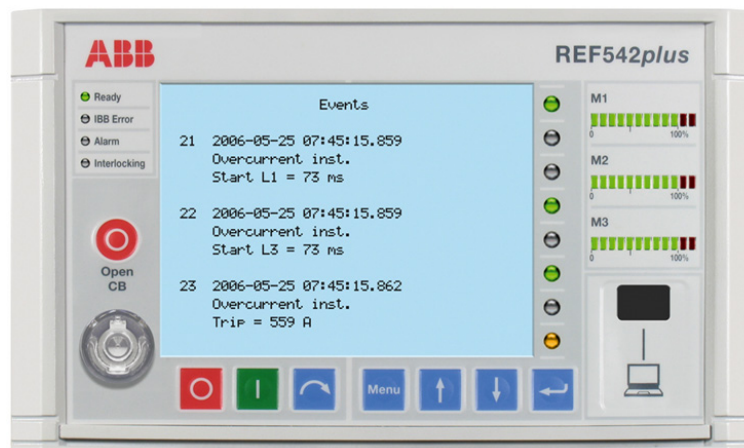 ABB
REF542plus
Ready
IBB Error
Alarm
Interlocking
Open
CB
Events
21 2006-05-25 07:45:15.859
Overcurrent inst.
Start L1 = 73 ms
22 2006-05-25 07:45:15.859
Overcurrent inst.
Start L3 = 73 ms
23 2006-05-25 07:45:15.862
Overcurrent inst.
Trip = 559 A
M1
0 100%
M2
0 100%
M3
0 100%
Menu